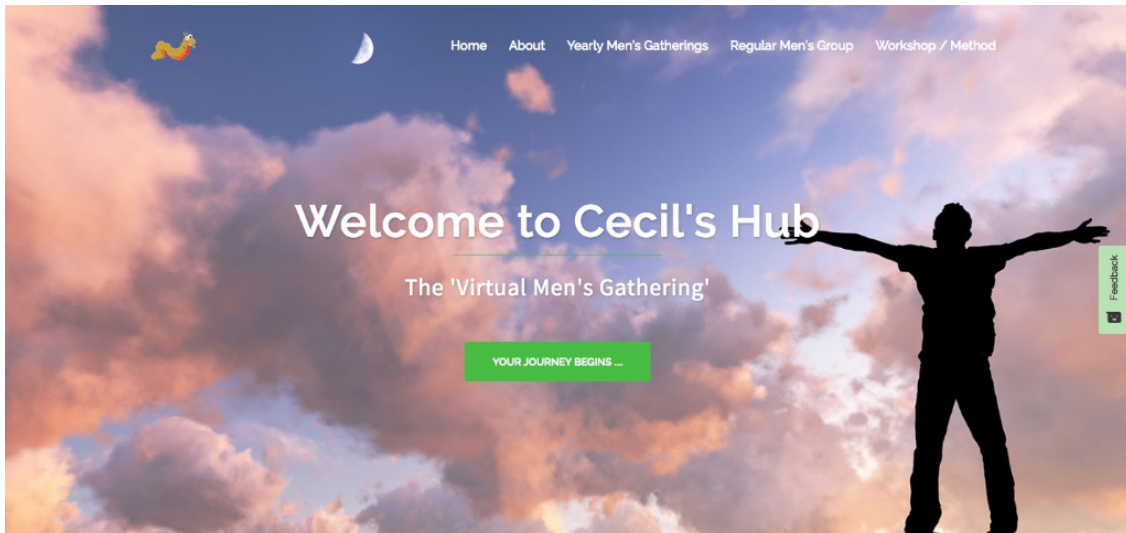 Home About Yearly Men's Gatherings Regular Men's Group Workshop / Method
Welcome to Cecil's Hub
The 'Virtual Men's Gathering'
YOUR JOURNEY BEGINS ...
Feedback